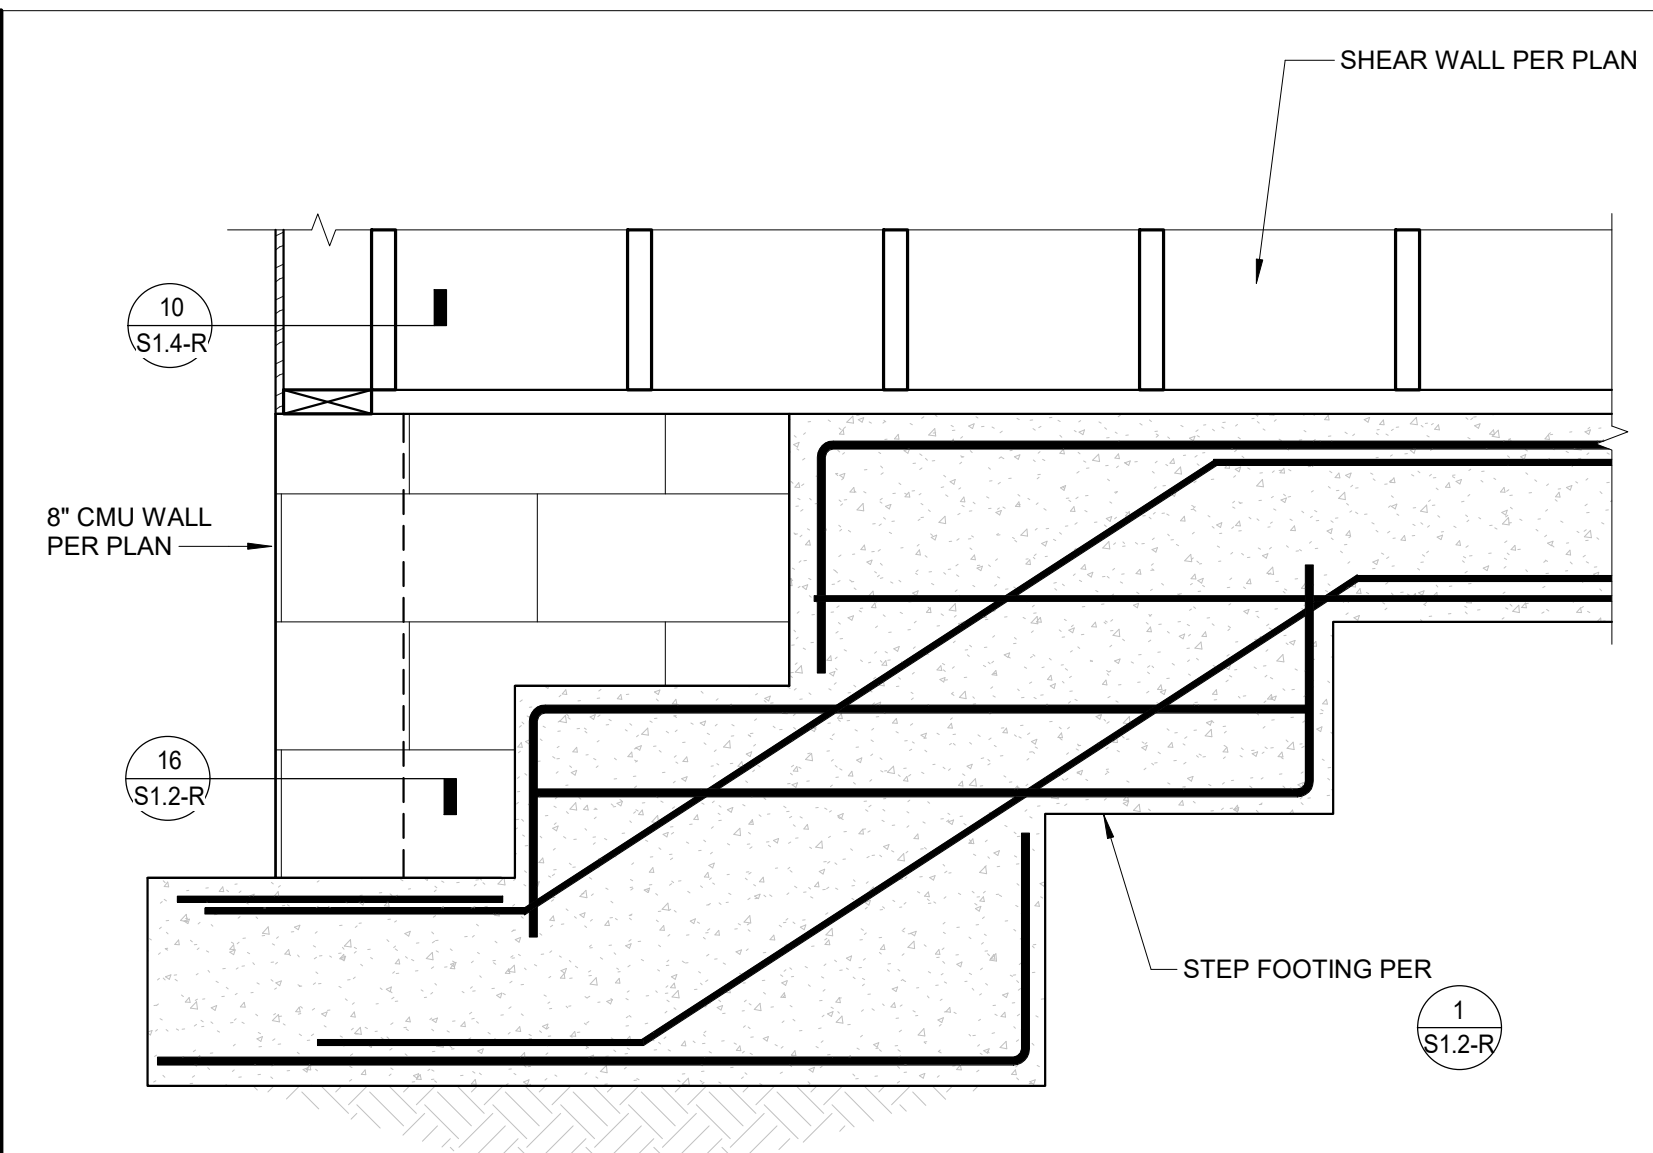 SHEAR WALL PER PLAN
10
S1.4-R
8" CMU WALL
PER PLAN
16
S1.2-R
STEP FOOTING PER
1
S1.2-R